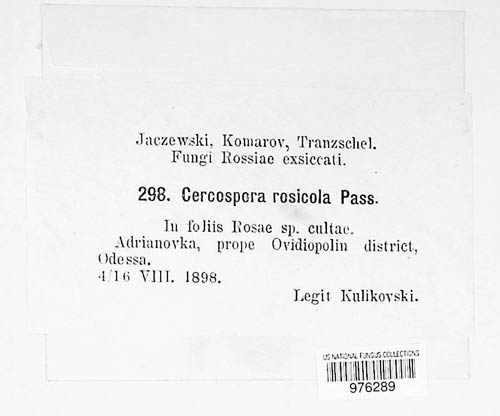 Jaczewski, Komarov, Tranzschel.
Fungi Rossiae exsiccati.
298. Cercospora rosicola Pass.
In foliis Rosae sp. cultae.
Adrianovka, prope Ovidiopolin district,
Odessa.
4/16 VIII. 1898.
Legit Kulikovski.
US NATIONAL FUNGUS COLLECTIONS
976289